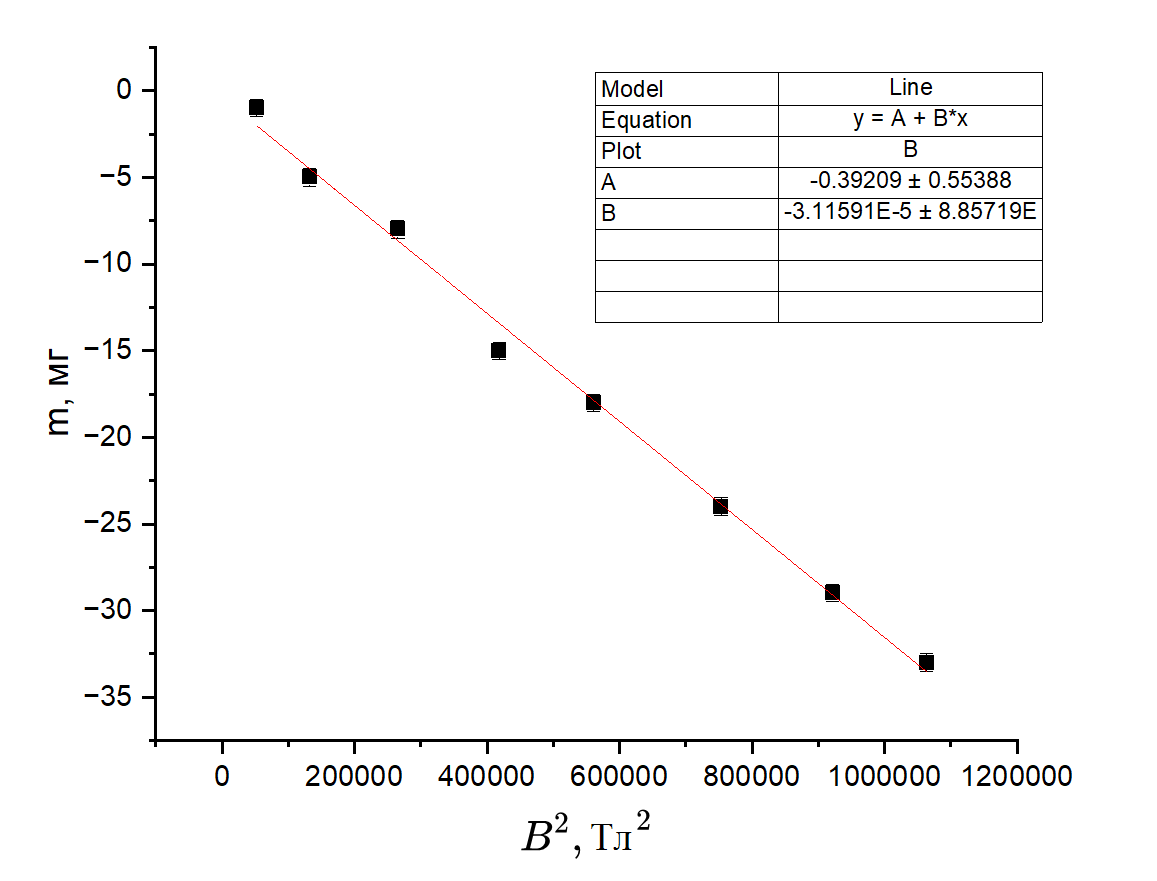 0
−5
−10
−15
−20
−25
−30
−35
m, мг
Model Line
Equation y = A + B*x
Plot B
A -0.39209 ± 0.55388
B -3.11591E-5 ± 8.85719E
0 200000 400000 600000 800000 1000000 1200000
B², Тл²